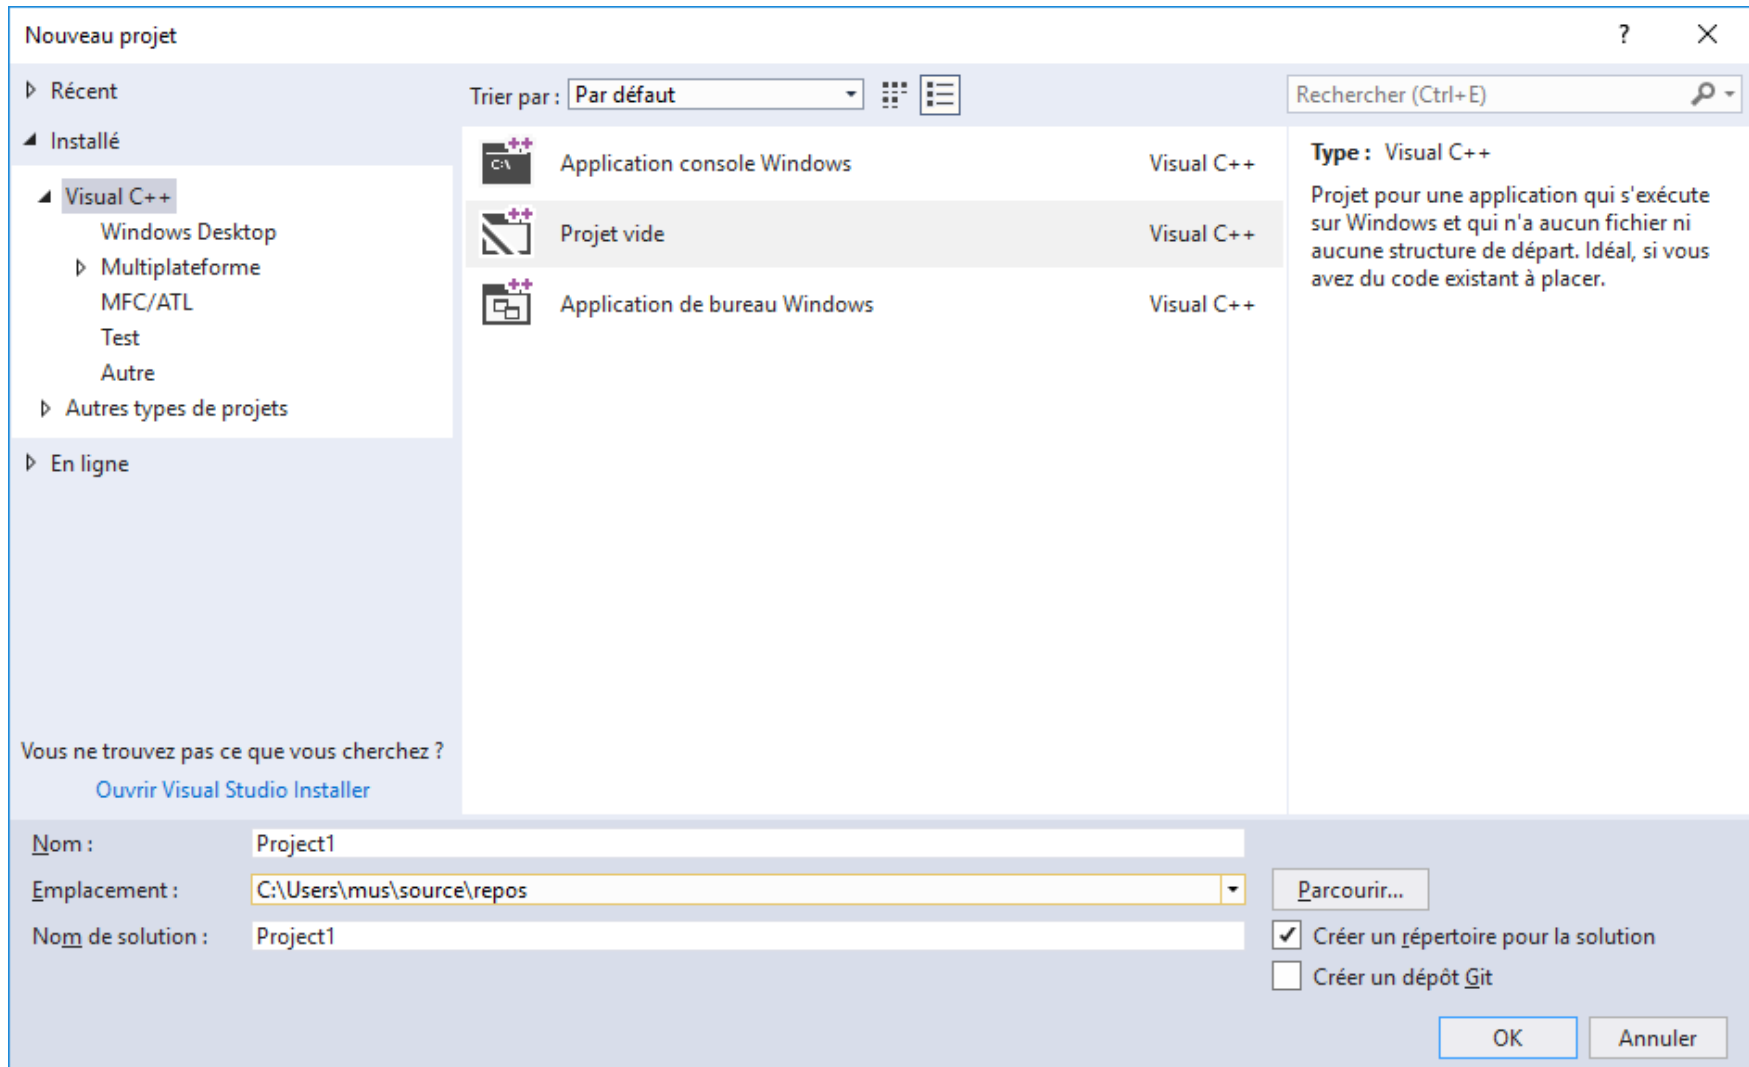 Nouveau projet
?
Récent
Installé
Visual C++
Windows Desktop
Multiplateforme
MFC/ATL
Test
Autre
Autres types de projets
En ligne
Vous ne trouvez pas ce que vous cherchez ?
Ouvrir Visual Studio Installer
Trier par : Par défaut
C:\ ++ Application console Windows Visual C++
++ Projet vide Visual C++
++ Application de bureau Windows Visual C++
Rechercher (Ctrl+E)
Type : Visual C++
Projet pour une application qui s'exécute
sur Windows et qui n'a aucun fichier ni
aucune structure de départ. Idéal, si vous
avez du code existant à placer.
Nom : Project1
Emplacement : C:\Users\mus\source\repos
Parcourir...
Nom de solution : Project1
Créer un répertoire pour la solution
Créer un dépôt Git
OK Annuler